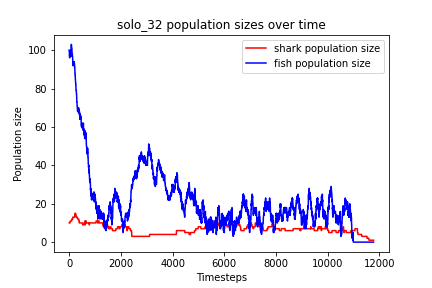 solo_32 population sizes over time
shark population size
fish population size
Population size
100
80
60
40
20
0
0
2000
4000
6000
8000
10000
12000
Timesteps